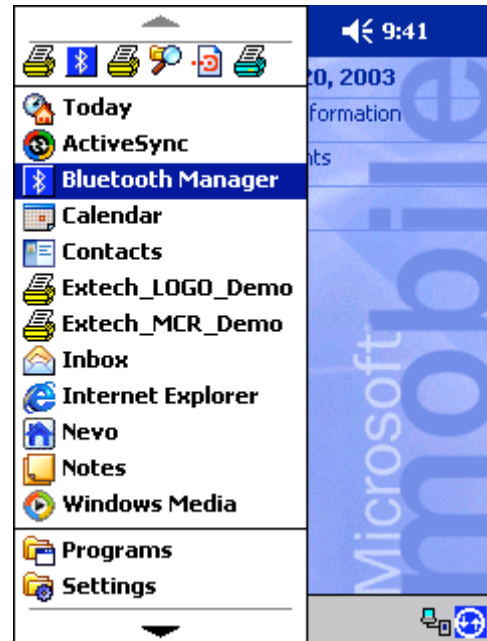 9:41
20, 2003
Today
formation
ActiveSync
nts
Bluetooth Manager
Calendar
Contacts
Extech_LOGO_Demo
Extech_MCR_Demo
Inbox
Internet Explorer
Nevo
Notes
Windows Media
Programs
Settings
Microsoft
mobile